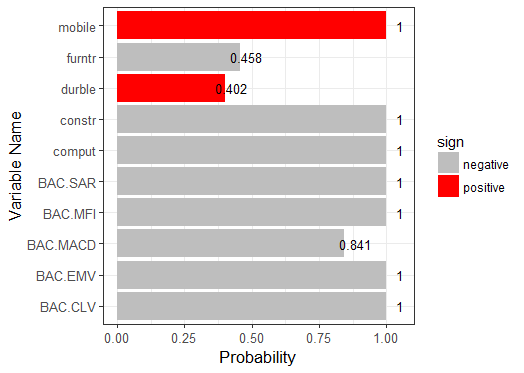 Variable Name
mobile 1
furntr 0.458
durble 0.402
constr 1
comput 1
BAC.SAR 1
BAC.MFI 1
BAC.MACD 0.841
BAC.EMV 1
BAC.CLV 1
0.00 0.25 0.50 0.75 1.00
Probability
sign
negative
positive